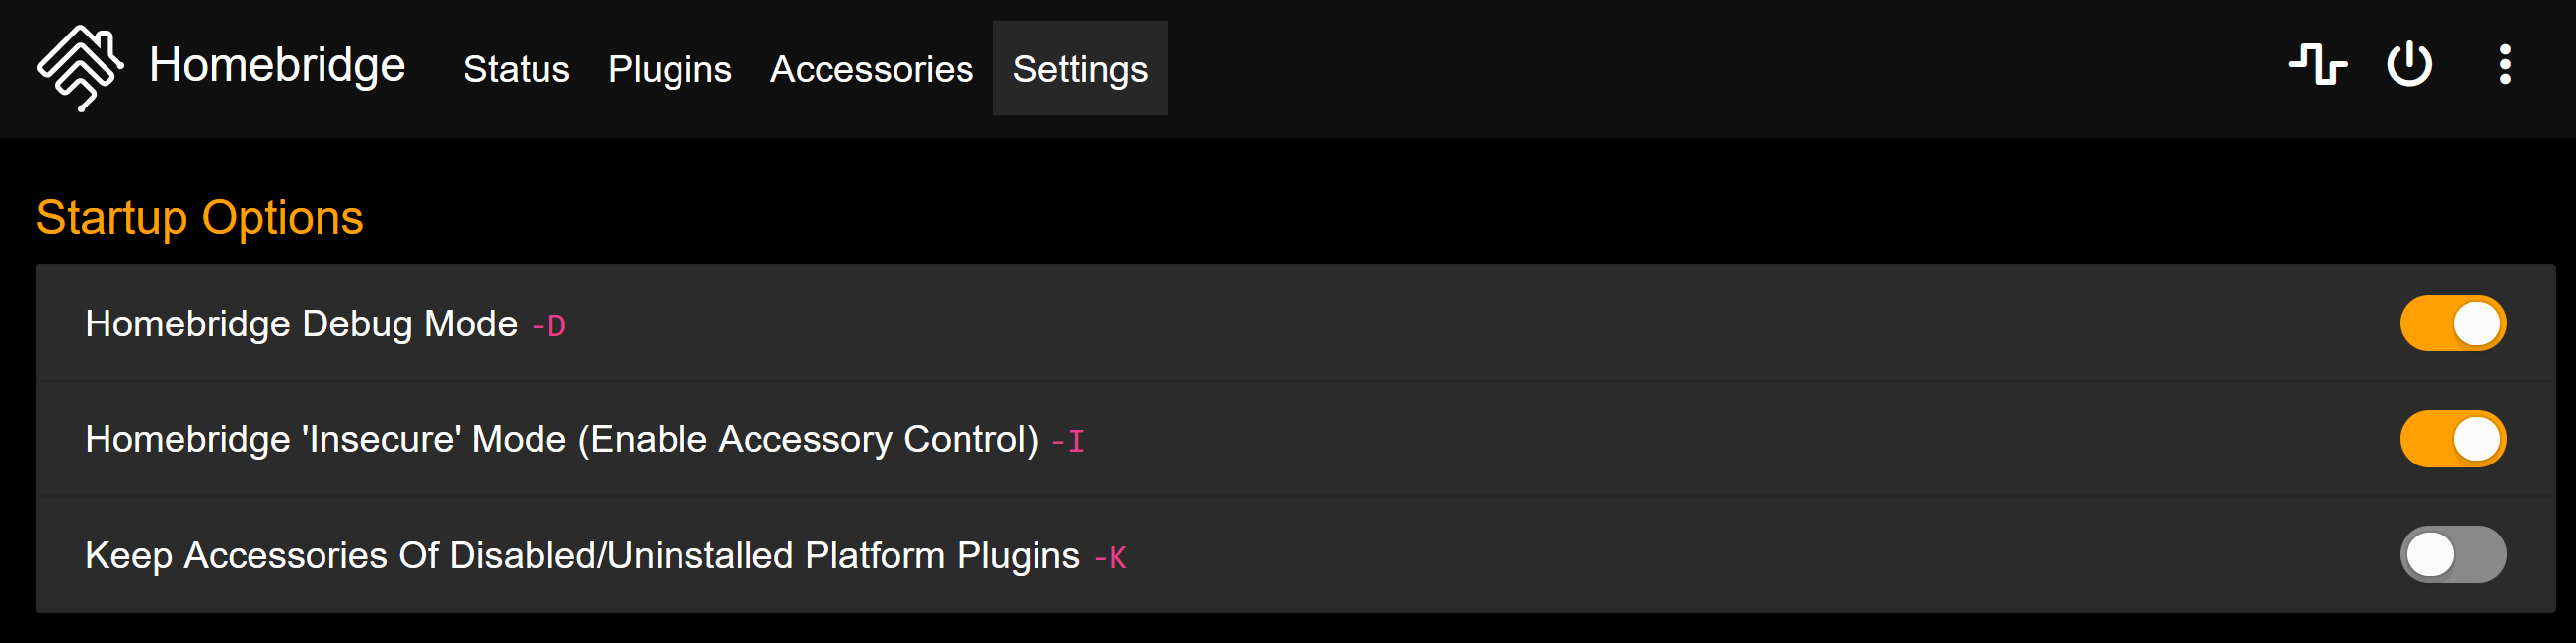 Homebridge Status Plugins Accessories Settings
Startup Options
Homebridge Debug Mode -D
Homebridge 'Insecure' Mode (Enable Accessory Control) -I
Keep Accessories Of Disabled/Uninstalled Platform Plugins -K